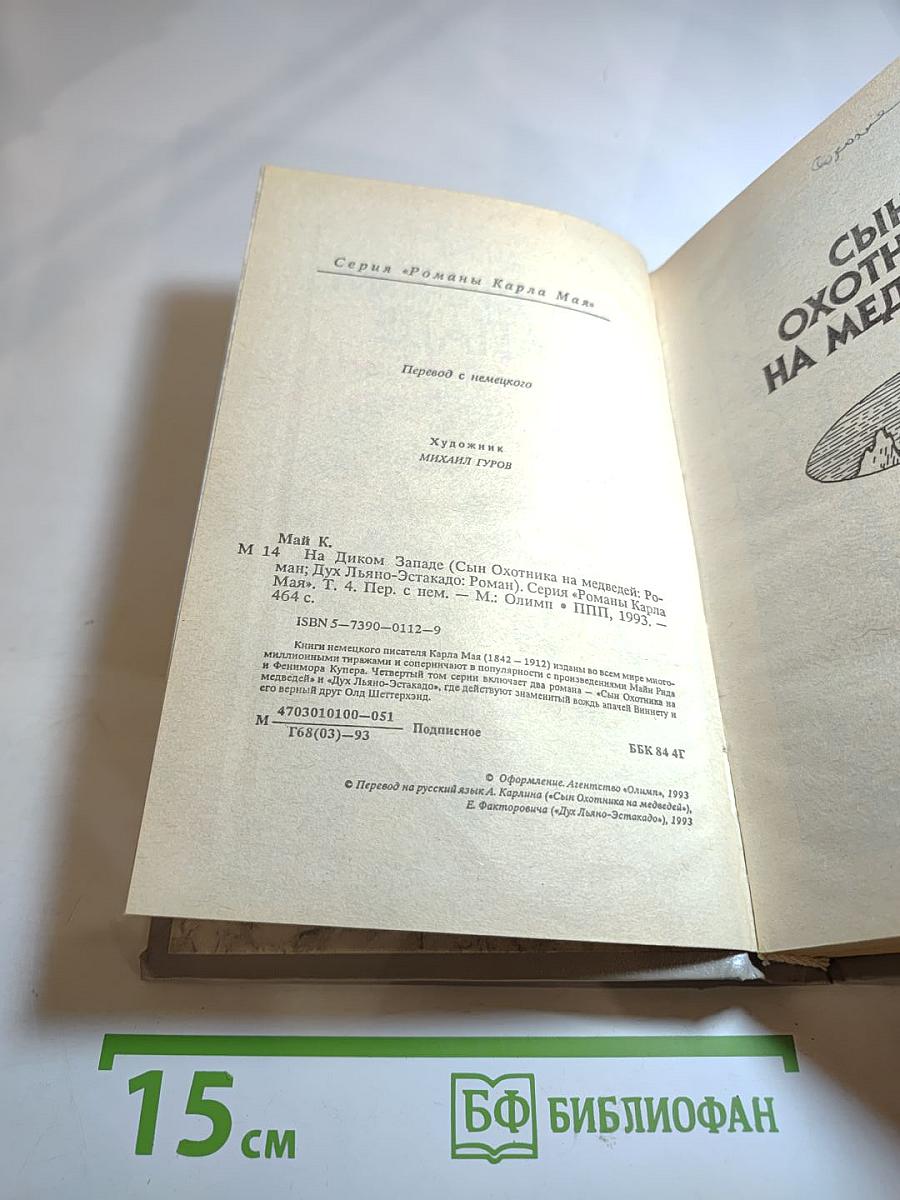 Серия «Романы Карла Мая»
Перевод с немецкого
Художник
МИХАИЛ ГУРОВ
Май К.
М 14 На Диком Западе (Сын Охотника на медведей: Ро-
ман; Дух Льяно-Эстакадо: Роман). Серия «Романы Карла
Мая». Т. 4. Пер. с нем. — М.: Олимп • ППП, 1993. —
464 с.
ISBN 5—7390—0112—9
Книги немецкого писателя Карла Мая (1842 — 1912) изданы во всем мире много-
миллионными тиражами и соперничают в популярности с произведениями Майн Рида
и Фенимора Купера. Четвертый том серии включает два романа — «Сын Охотника на
медведей» и «Дух Льяно-Эстакадо», где действуют знаменитый вождь апачей Виннету и
его верный друг Олд Шеттерхэнд.
М 4703010100—051
Г68(03)—93
Подписное
ББК 84 4Г
© Оформление. Агентство «Олимп», 1993
© Перевод на русский язык А. Карлина («Сын Охотника на медведей»),
Е. Факторовича («Дух Льяно-Эстакадо»), 1993
СЫН
ОХОТН
НА МЕД
15 см
БФ БИБЛИОФАН